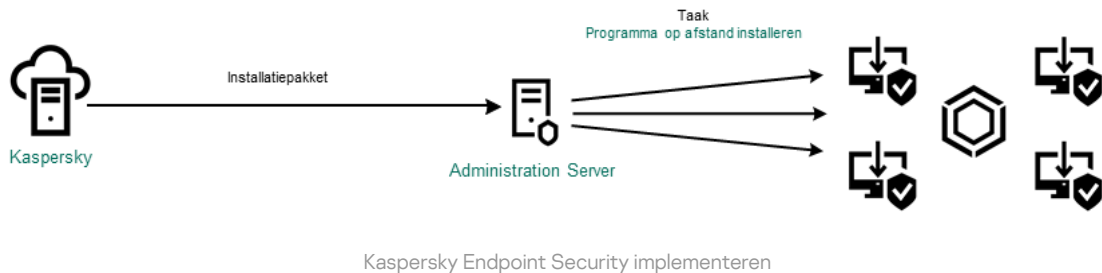 Taak
Programma op afstand installeren
Installatiepakket
Kaspersky
Administration Server
Kaspersky Endpoint Security implementeren